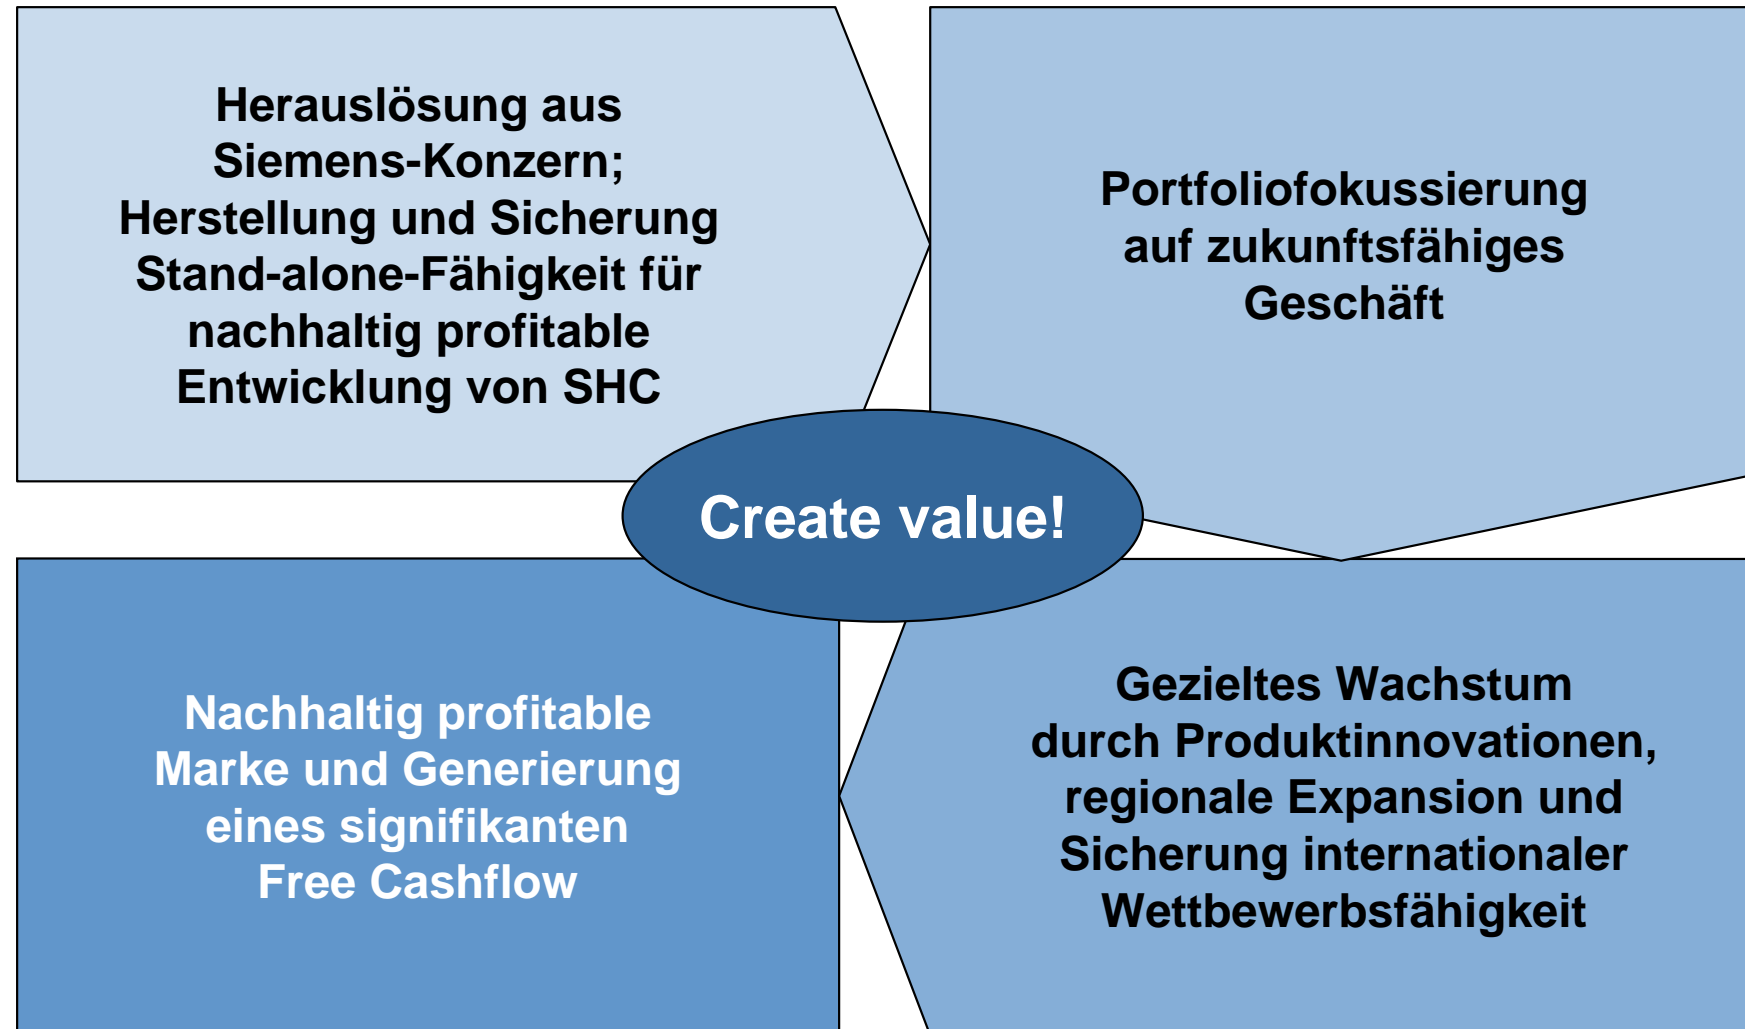 Herauslösung aus
Siemens-Konzern;
Herstellung und Sicherung
Stand-alone-Fähigkeit für
nachhaltig profitable
Entwicklung von SHC
Portfoliofokussierung
auf zukunftsfähiges
Geschäft
Create value!
Nachhaltig profitable
Marke und Generierung
eines signifikanten
Free Cashflow
Gezieltes Wachstum
durch Produktinnovationen,
regionale Expansion und
Sicherung internationaler
Wettbewerbsfähigkeit